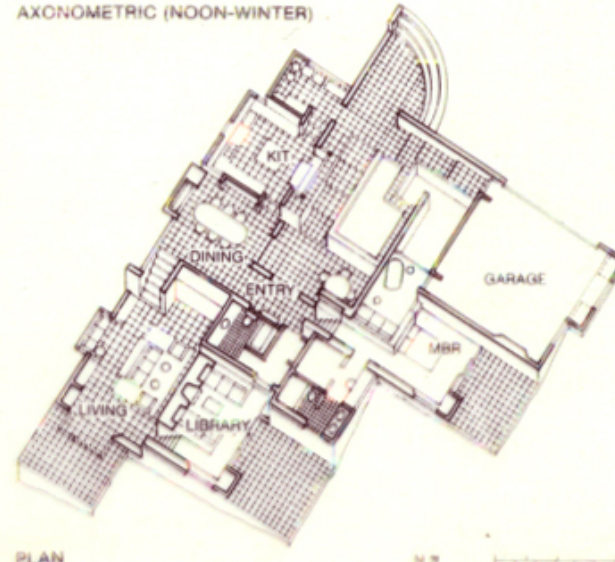 AXONOMETRIC (NOON-WINTER)
KIT
DINING
ENTRY
GARAGE
MBR
LIVING
LIBRARY
PLAN